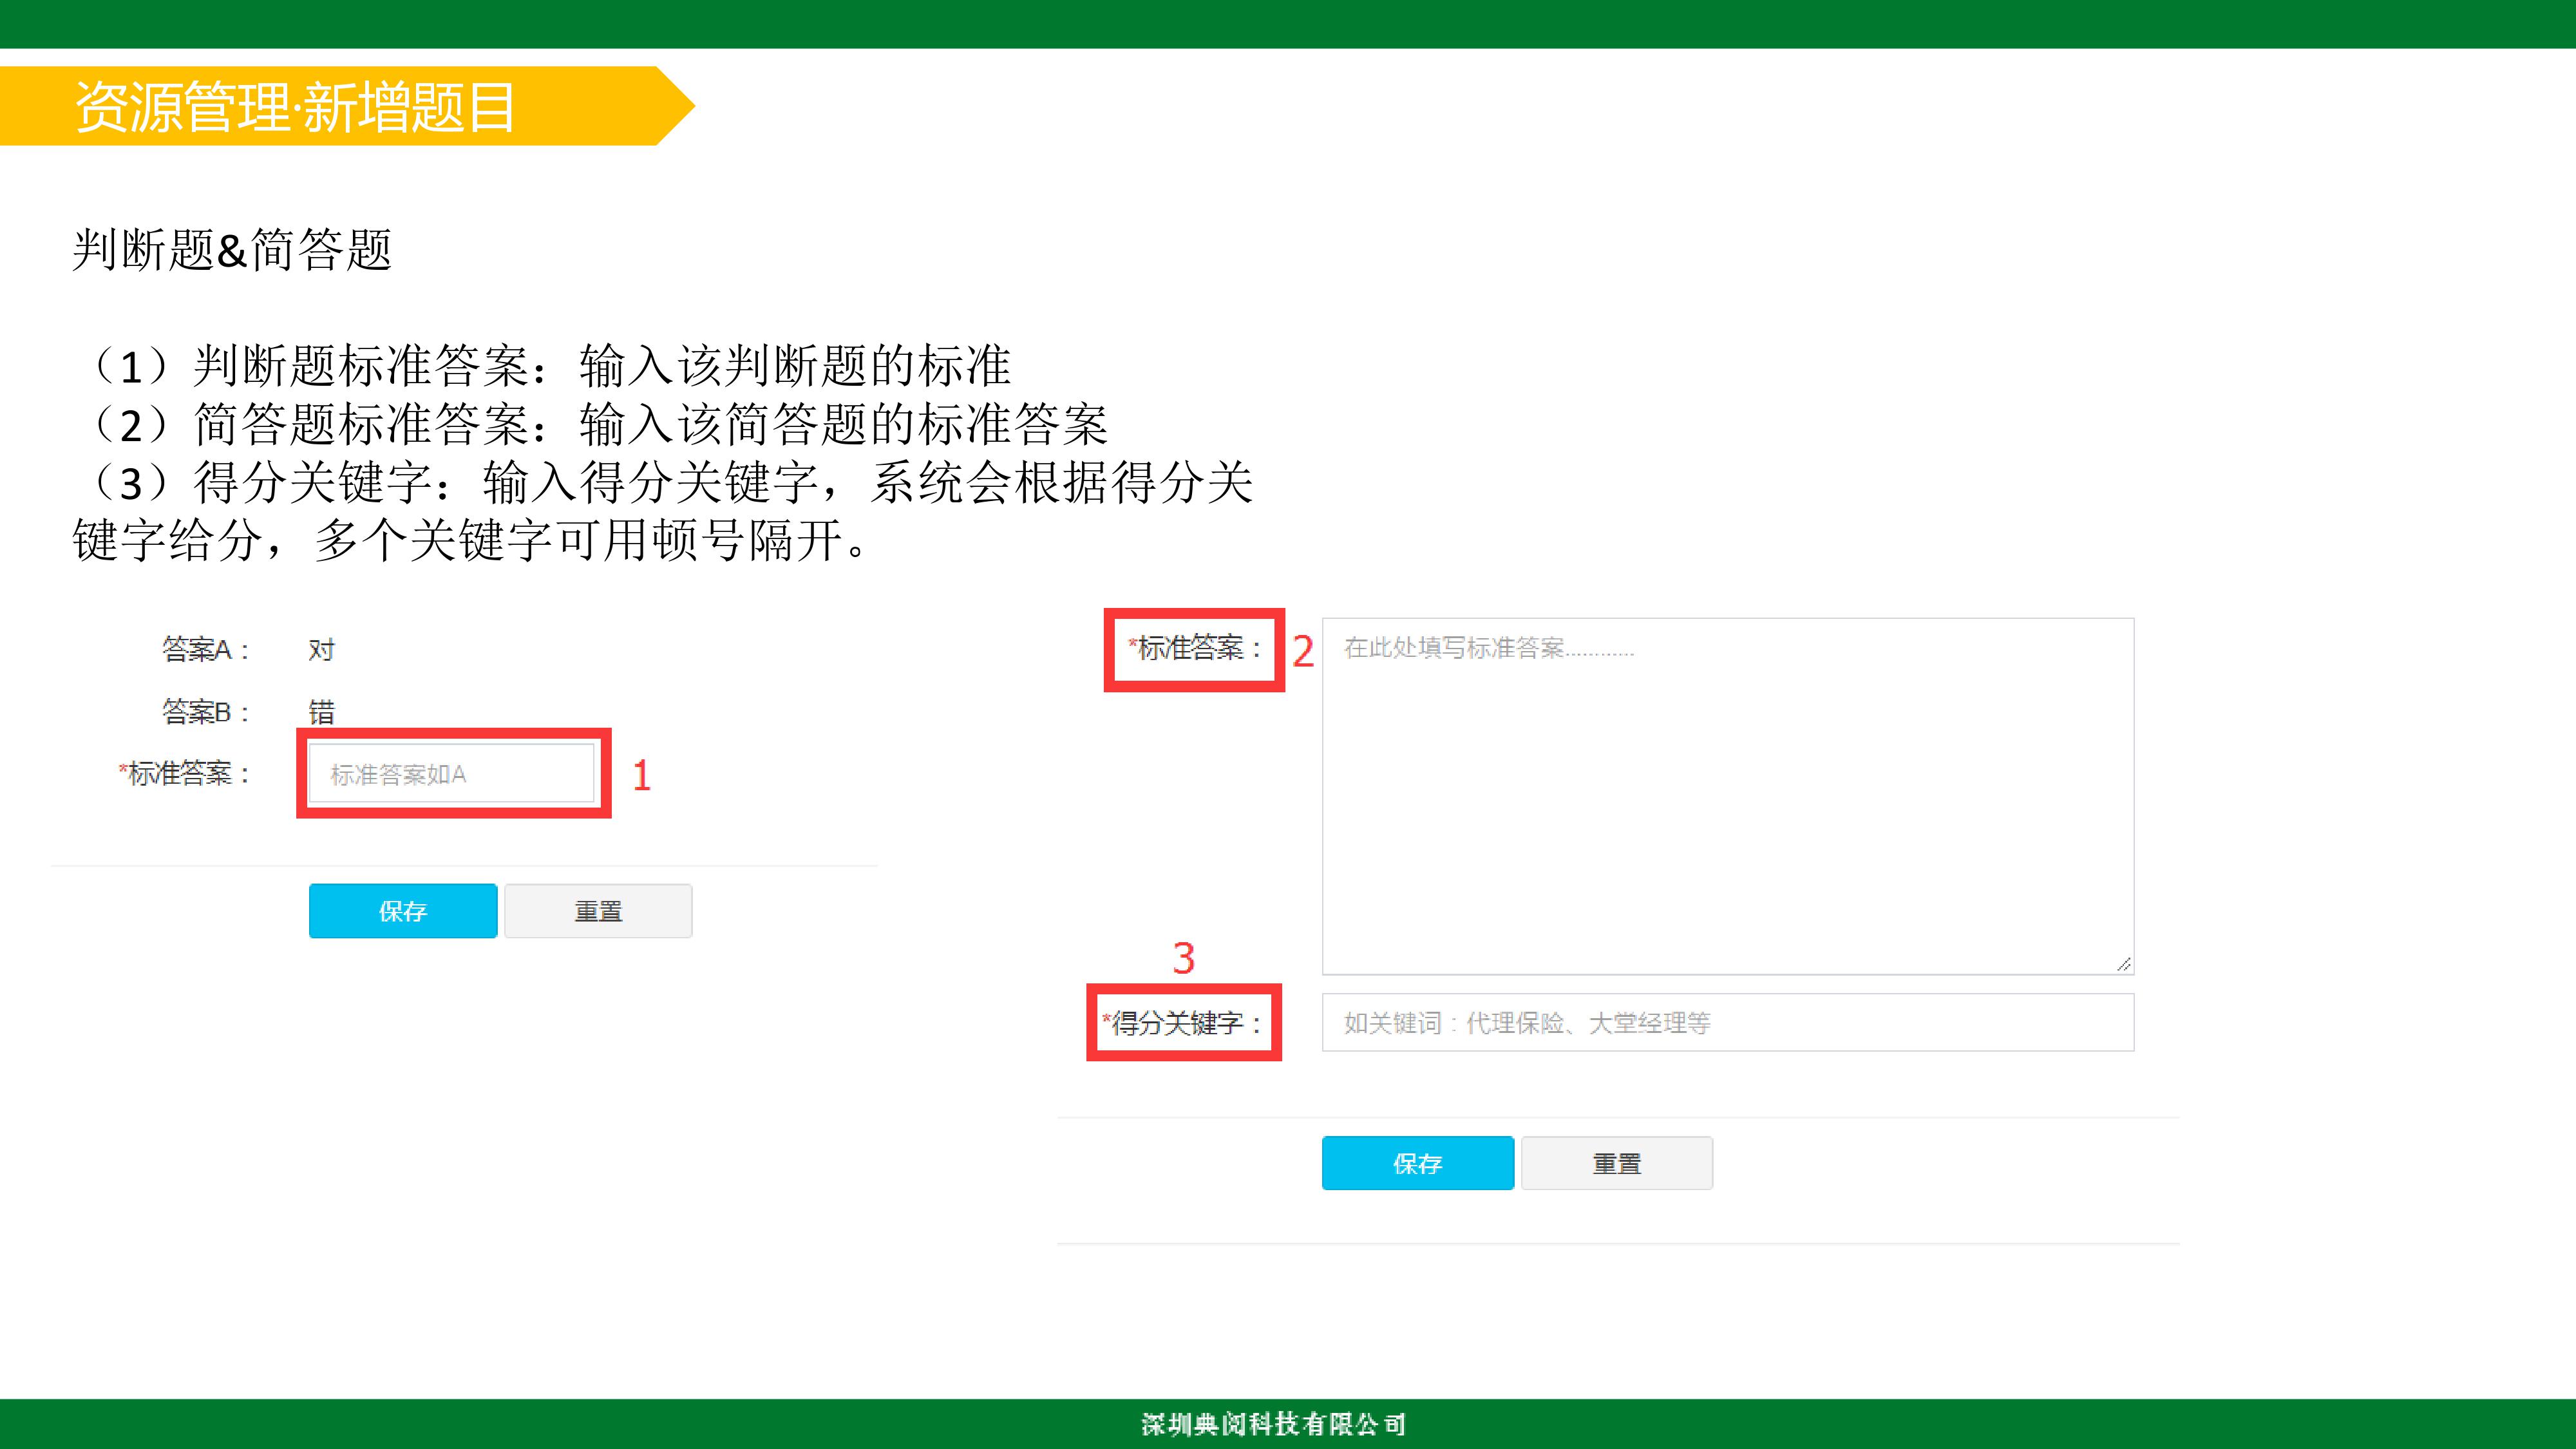 资源管理·新增题目
判断题&简答题
（1）判断题标准答案：输入该判断题的标准
（2）简答题标准答案：输入该简答题的标准答案
（3）得分关键字：输入得分关键字，系统会根据得分关
键字给分，多个关键字可用顿号隔开。
答案A： 对
答案B： 错
*标准答案： 标准答案如A 1
保存 重置
*标准答案： 2 在此处填写标准答案............
3
*得分关键字： 如关键词：代理保险、大堂经理等
保存 重置
深圳典阅科技有限公司